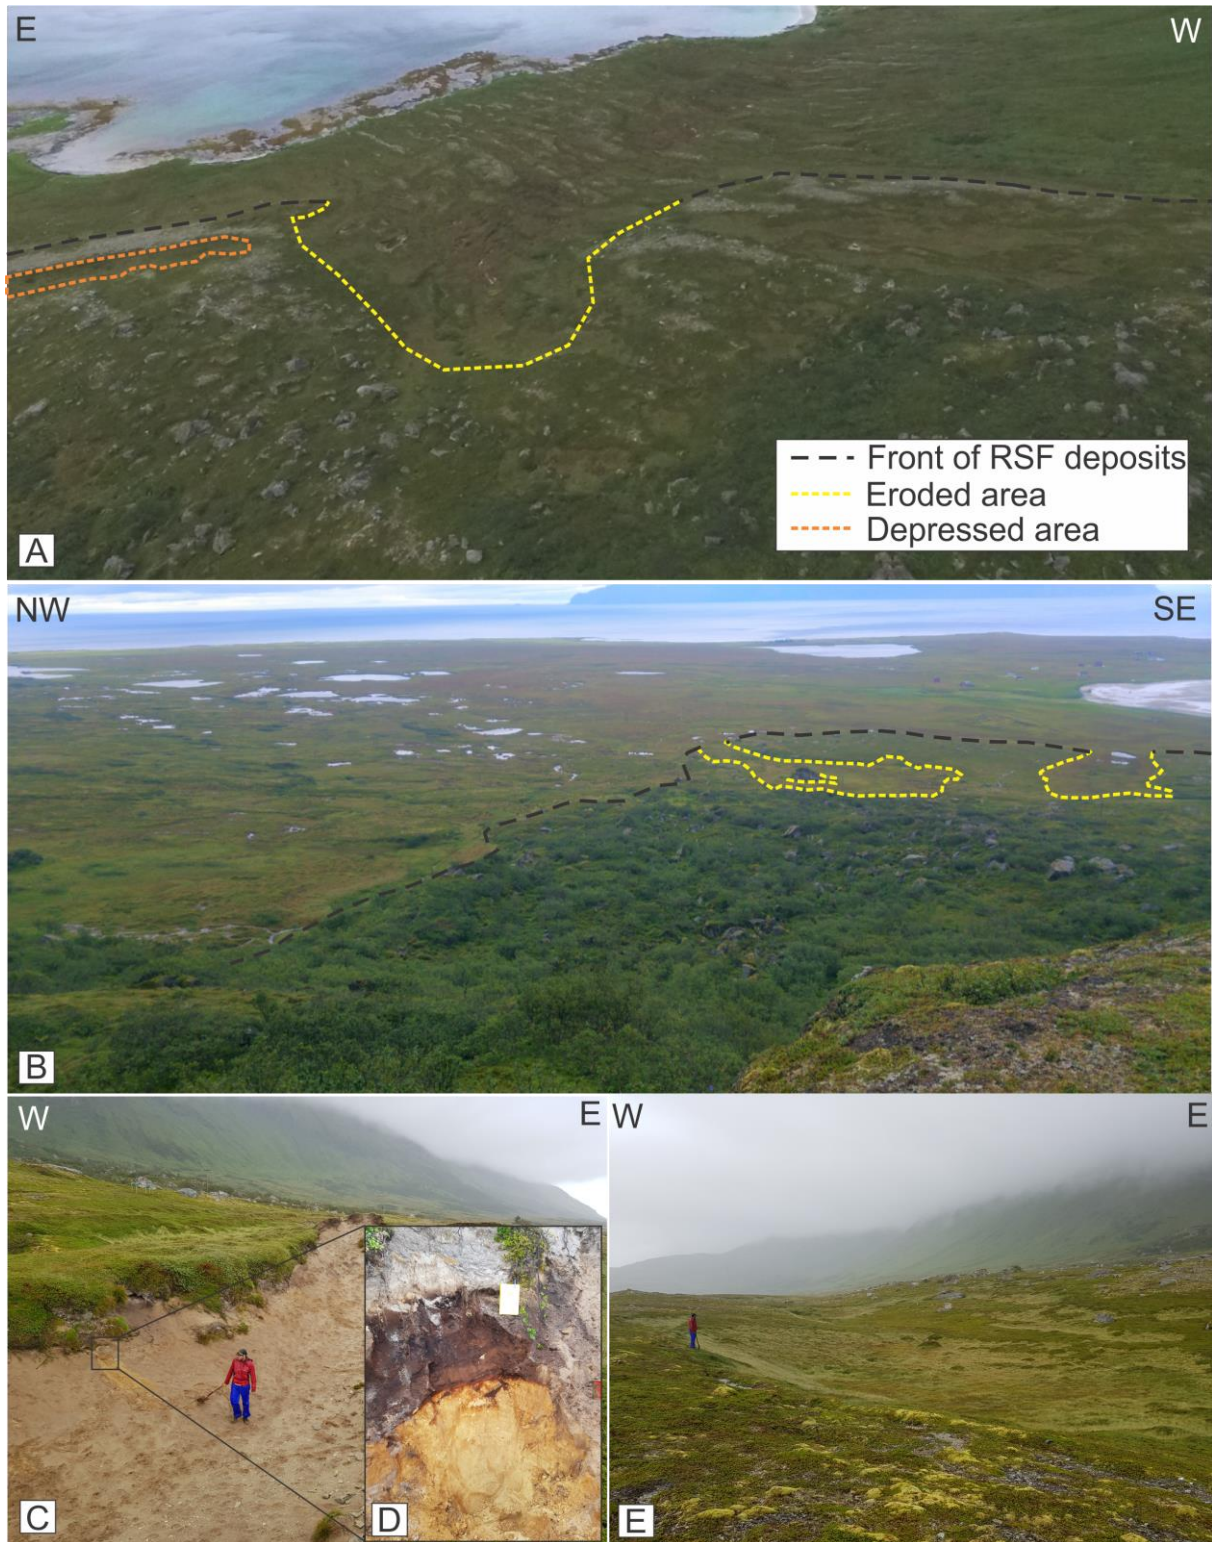 E
W
Front of RSF deposits
Eroded area
Depressed area
A
NW
SE
B
W
E
C
D
W
E
E